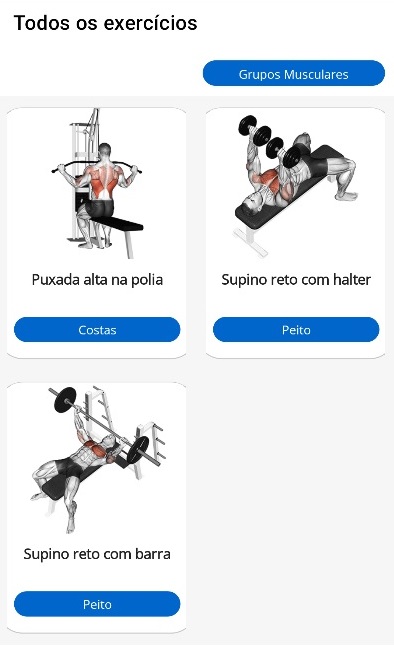 Todos os exercícios
Grupos Musculares
Puxada alta na polia
Costas
Supino reto com halter
Peito
Supino reto com barra
Peito